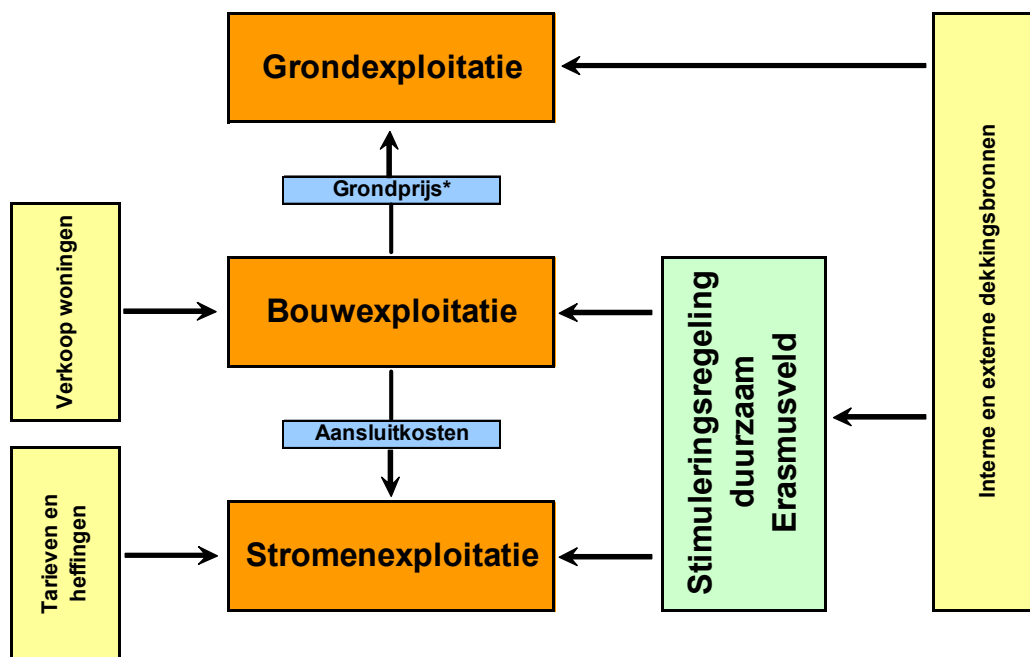 Grondexploitatie
Grondprijs*
Verkoop woningen
Bouwexploitatie
Aansluitkosten
Tarieven en
heffingen
Stromenexploitatie
Stimuleringsregeling
duurzaam
Erasmusveld
Interne en externe dekkingsbronnen